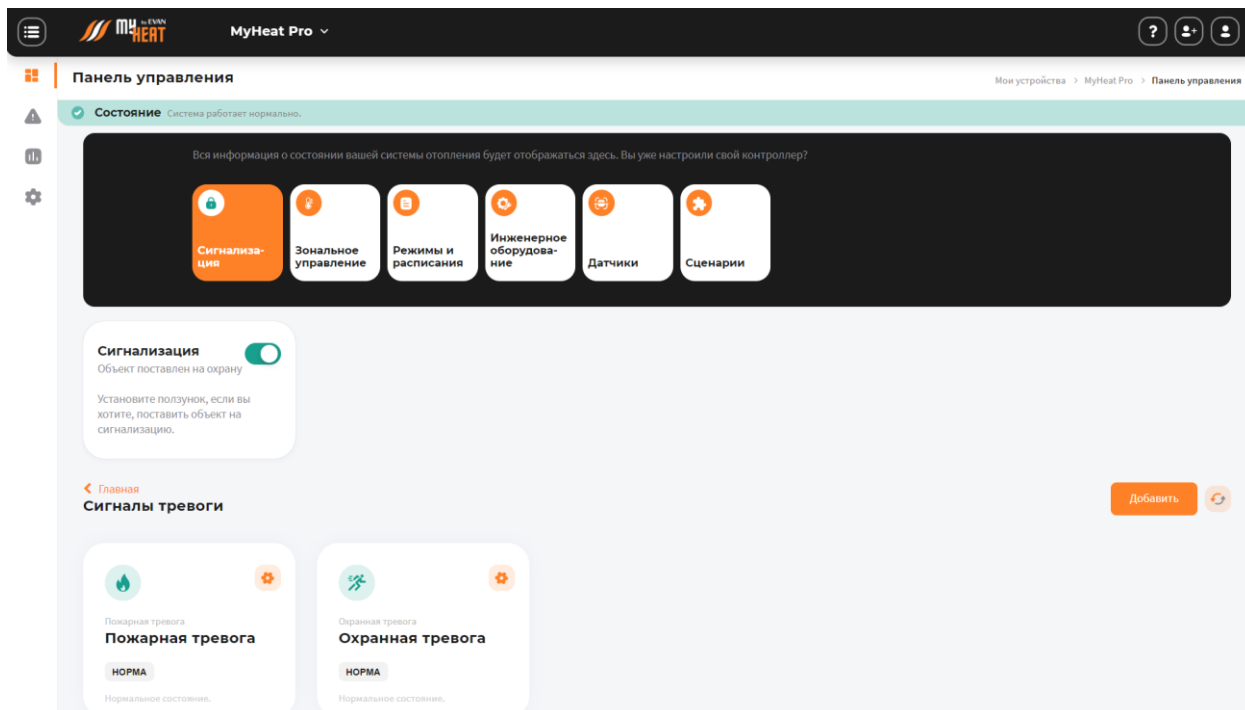 by EVAN
MYHEAT
MyHeat Pro
?
Панель управления
Мои устройства > MyHeat Pro > Панель управления
Состояние Система работает нормально.
Вся информация о состоянии вашей системы отопления будет отображаться здесь. Вы уже настроили свой контроллер?
Сигнализа-
ция
Зональное
управление
Режимы и
расписания
Инженерное
оборудова-
ние
Датчики
Сценарии
Сигнализация
Объект поставлен на охрану
Установите ползунок, если вы
хотите, поставить объект на
сигнализацию.
Главная
Сигналы тревоги
Добавить
Пожарная тревога
Пожарная тревога
НОРМА
Нормальное состояние.
Охранная тревога
Охранная тревога
НОРМА
Нормальное состояние.